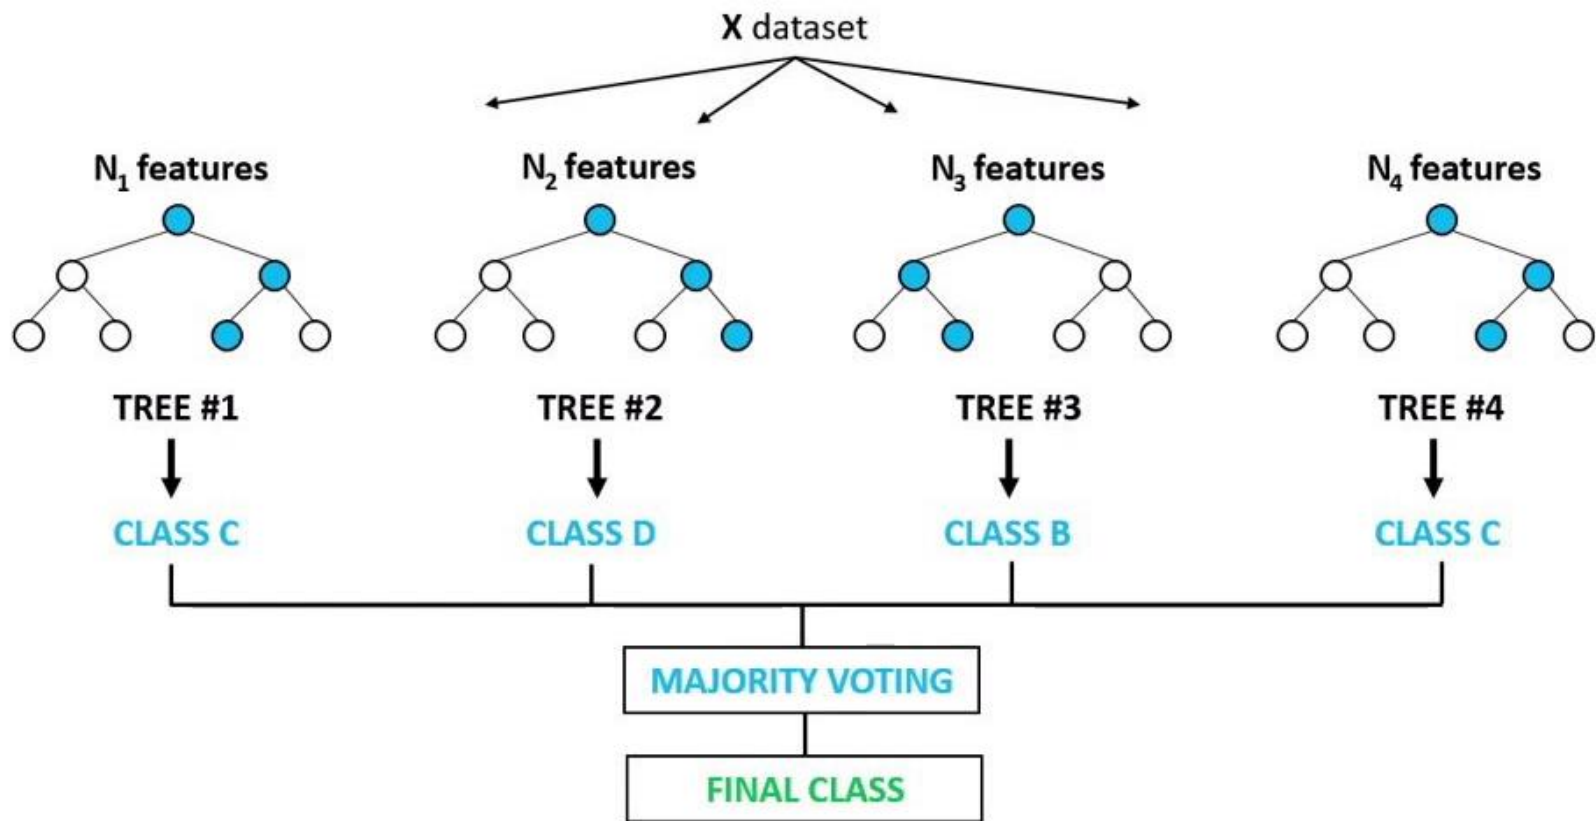 X dataset
N1 features
N2 features
N3 features
N4 features
TREE #1
TREE #2
TREE #3
TREE #4
CLASS C
CLASS D
CLASS B
CLASS C
MAJORITY VOTING
FINAL CLASS